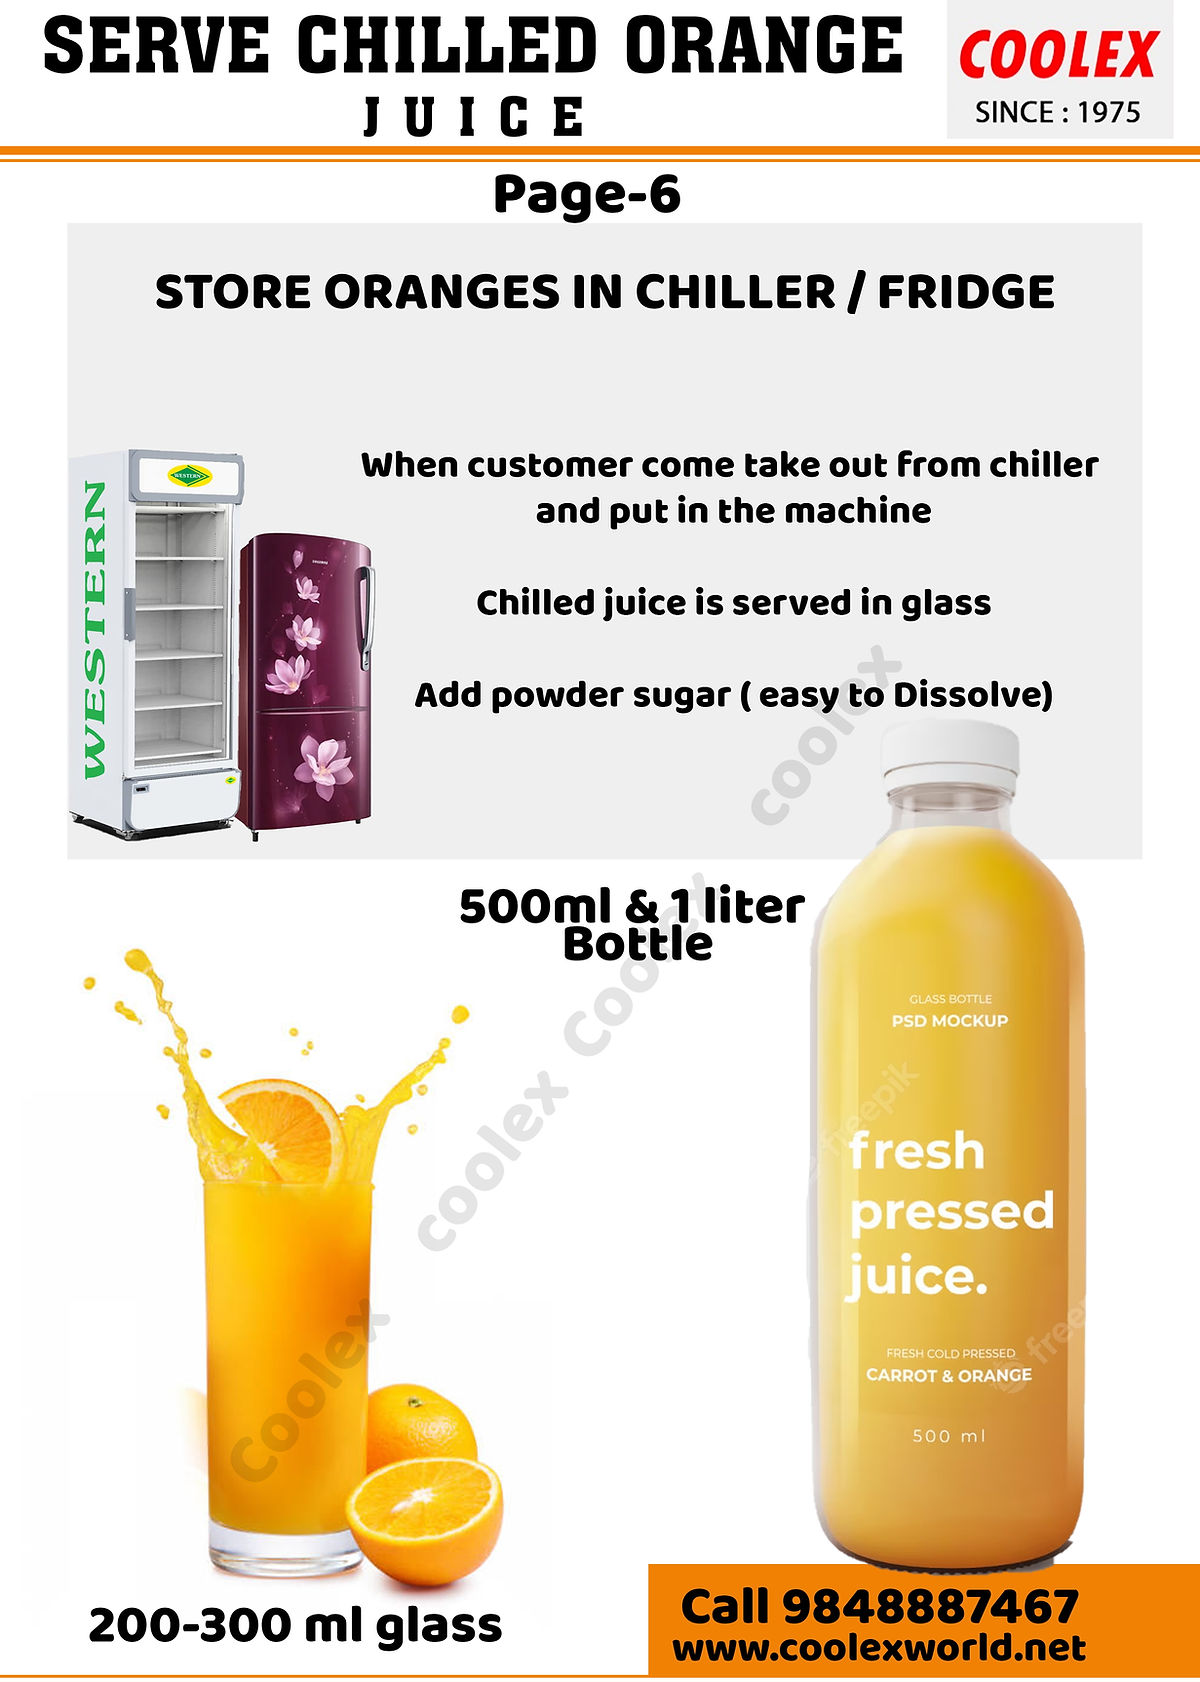 SERVE CHILLED ORANGE
JUICE
COOLEX
SINCE : 1975
Page-6
STORE ORANGES IN CHILLER / FRIDGE
WESTERN
WESTERN
When customer come take out from chiller
and put in the machine
Chilled juice is served in glass
Add powder sugar ( easy to Dissolve)
500ml & 1 liter
Bottle
coolex
Coolex
coolex
Coolex
GLASS BOTTLE
PSD MOCKUP
freepik
fresh
pressed
juice.
FRESH COLD PRESSED
CARROT & ORANGE
500 ml
200-300 ml glass
Call 9848887467
www.coolexworld.net